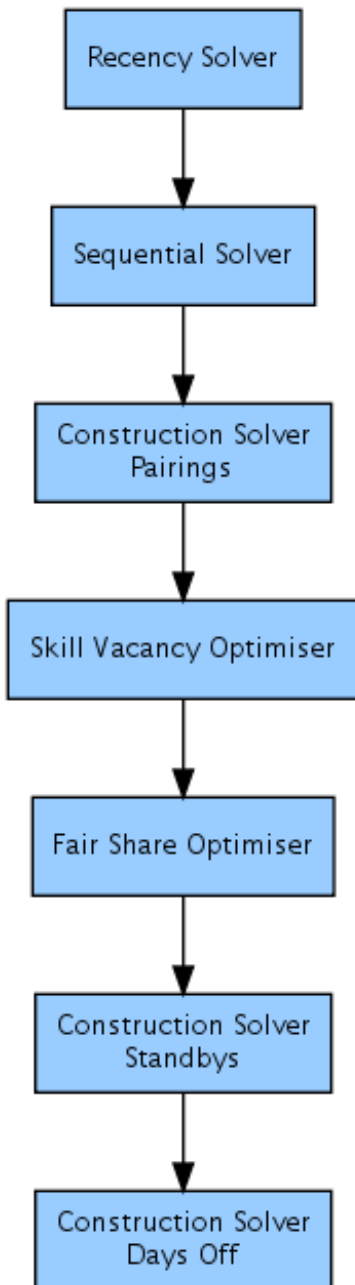 Recency Solver
Sequential Solver
Construction Solver
Pairings
Skill Vacancy Optimiser
Fair Share Optimiser
Construction Solver
Standbys
Construction Solver
Days Off